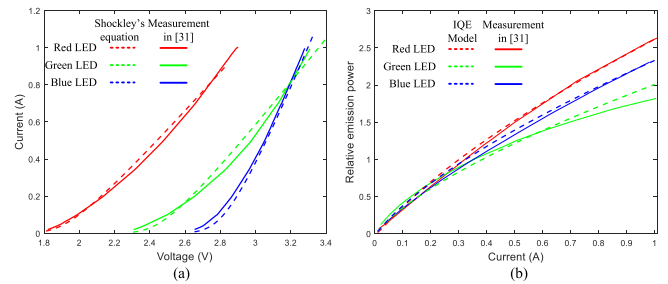 Shockley's Measurement
equation in [31]
Red LED
Green LED
Blue LED
1.2
1
0.8
0.6
0.4
0.2
0
1.8 2 2.2 2.4 2.6 2.8 3 3.2 3.4
Current (A)
Voltage (V)
(a)
IQE Measurement
Model in [31]
Red LED
Green LED
Blue LED
3
2.5
2
1.5
1
0.5
0
0 0.1 0.2 0.3 0.4 0.5 0.6 0.7 0.8 0.9 1
Relative emission power
Current (A)
(b)